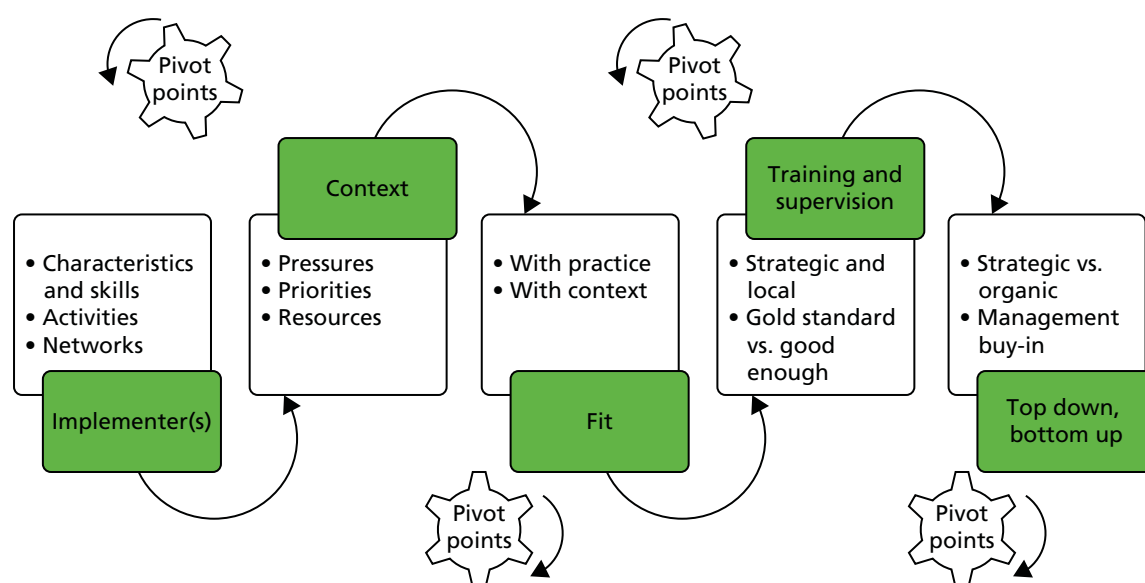 Pivot
points
Pivot
points
Context
Training and
supervision
• Characteristics
and skills
• Activities
• Networks
• Pressures
• Priorities
• Resources
• With practice
• With context
• Strategic and
local
• Gold standard
vs. good
enough
• Strategic vs.
organic
• Management
buy-in
Implementer(s)
Fit
Top down,
bottom up
Pivot
points
Pivot
points